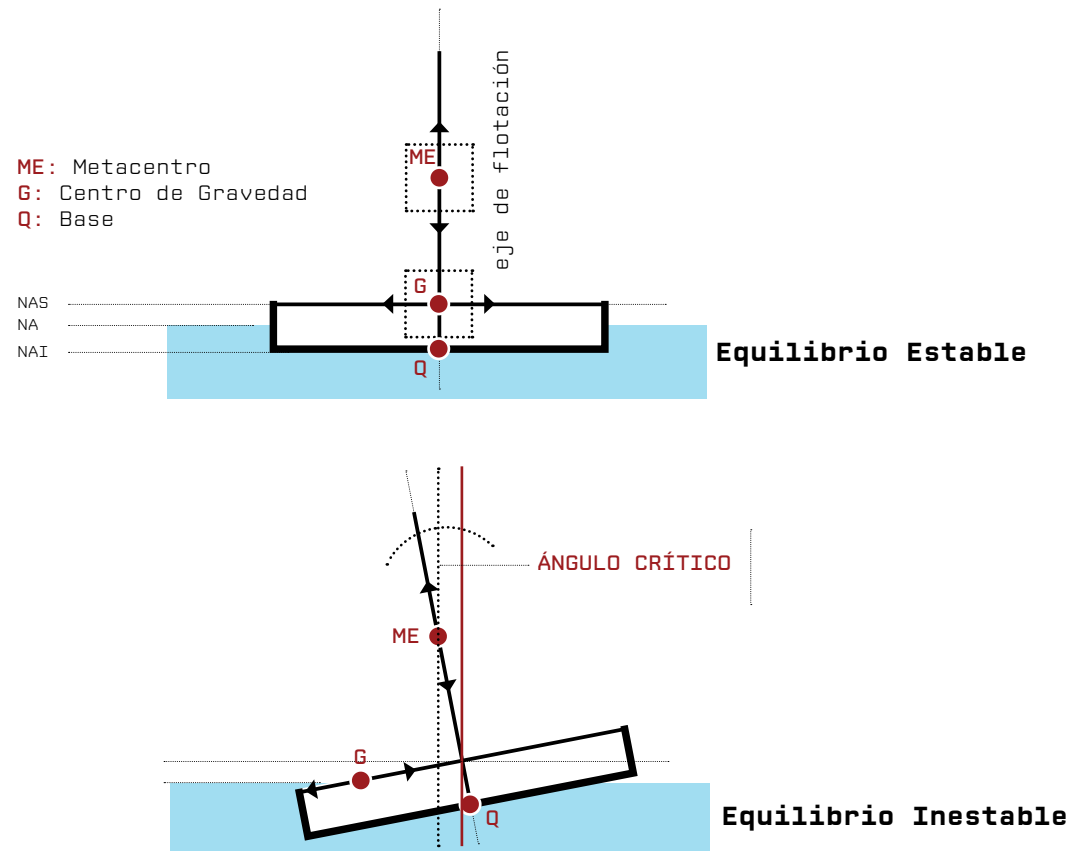 eje de flotación
ME
ME: Metacentro
G: Centro de Gravedad
Q: Base
G
NAS
NA
NAI
Equilibrio Estable
Q
ÁNGULO CRÍTICO
ME
G
Q
Equilibrio Inestable